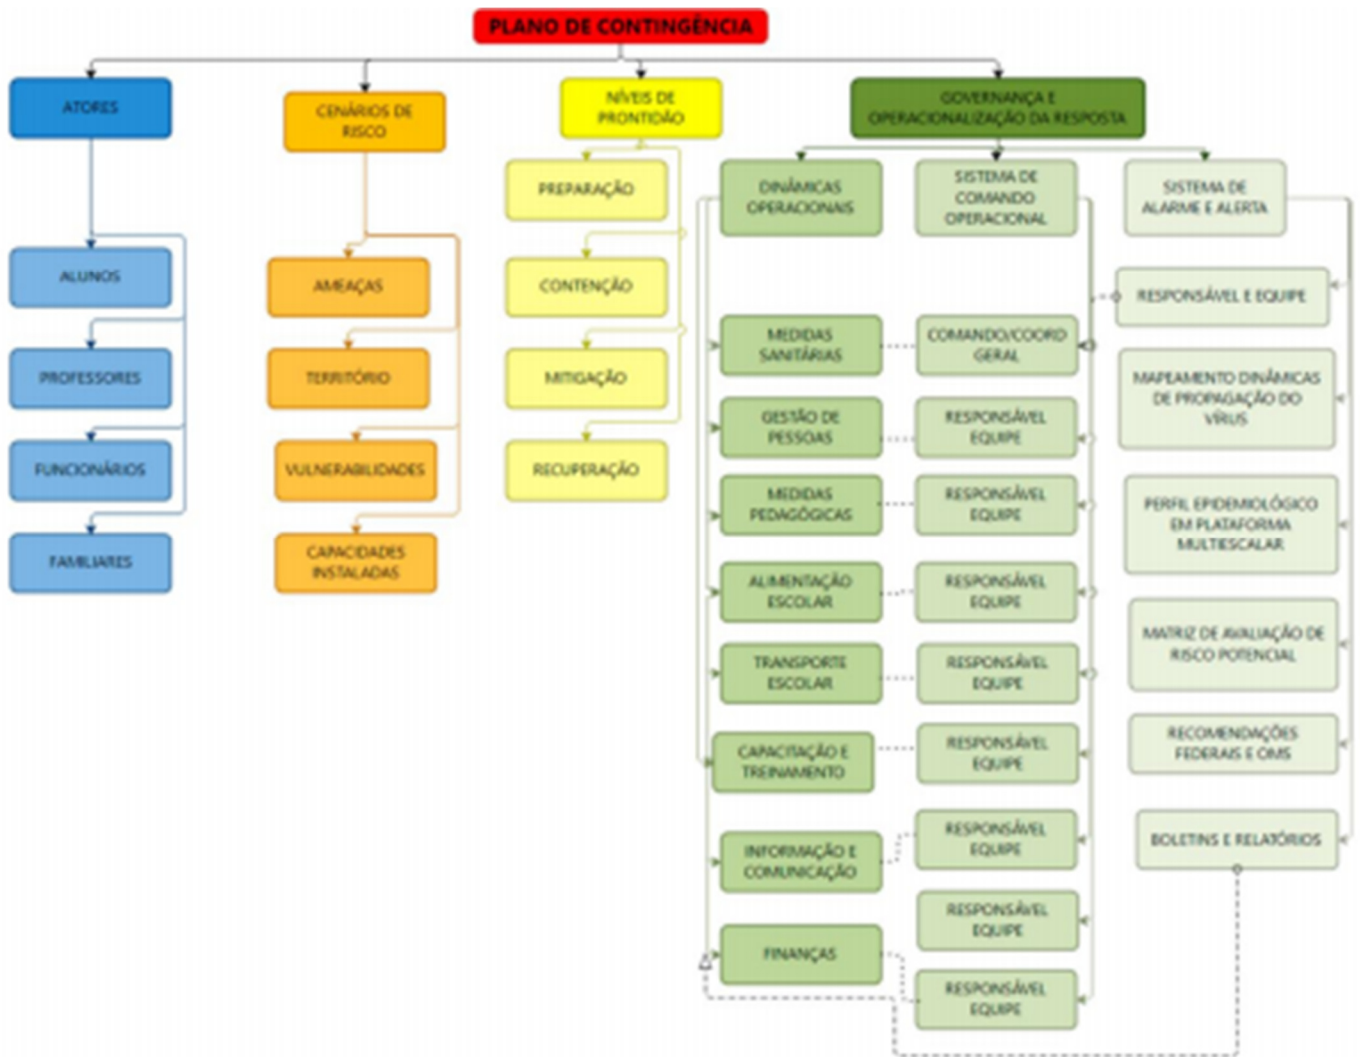 PLANO DE CONTINGÊNCIA
ATORES
ALUNOS
PROFESSORES
FUNCIONÁRIOS
FAMILIARES
CENÁRIOS DE
RISCO
AMEAÇAS
TERRITÓRIO
VULNERABILIDADES
CAPACIDADES
INSTALADAS
NÍVEIS DE
PRONTIDÃO
PREPARAÇÃO
CONTENÇÃO
MITIGAÇÃO
RECUPERAÇÃO
GOVERNANÇA E
OPERACIONALIZAÇÃO DA RESPOSTA
DINÂMICAS
OPERACIONAIS
MEDIDAS
SANITÁRIAS
GESTÃO DE
PESSOAS
MEDIDAS
PEDAGÓGICAS
ALIMENTAÇÃO
ESCOLAR
TRANSPORTE
ESCOLAR
CAPACITAÇÃO E
TREINAMENTO
INFORMAÇÃO E
COMUNICAÇÃO
FINANÇAS
SISTEMA DE
COMANDO
OPERACIONAL
COMANDO/COORD
GERAL
RESPONSÁVEL
EQUIPE
RESPONSÁVEL
EQUIPE
RESPONSÁVEL
EQUIPE
RESPONSÁVEL
EQUIPE
RESPONSÁVEL
EQUIPE
RESPONSÁVEL
EQUIPE
RESPONSÁVEL
EQUIPE
RESPONSÁVEL
EQUIPE
SISTEMA DE
ALARME E ALERTA
RESPONSÁVEL E EQUIPE
MAPEAMENTO DINÂMICAS
DE PROPAGAÇÃO DO
VÍRUS
PERFIL EPIDEMIOLÓGICO
EM PLATAFORMA
MULTIESCALAR
MATRIZ DE AVALIAÇÃO DE
RISCO POTENCIAL
RECOMENDAÇÕES
FEDERAIS E OMS
BOLETINS E RELATÓRIOS